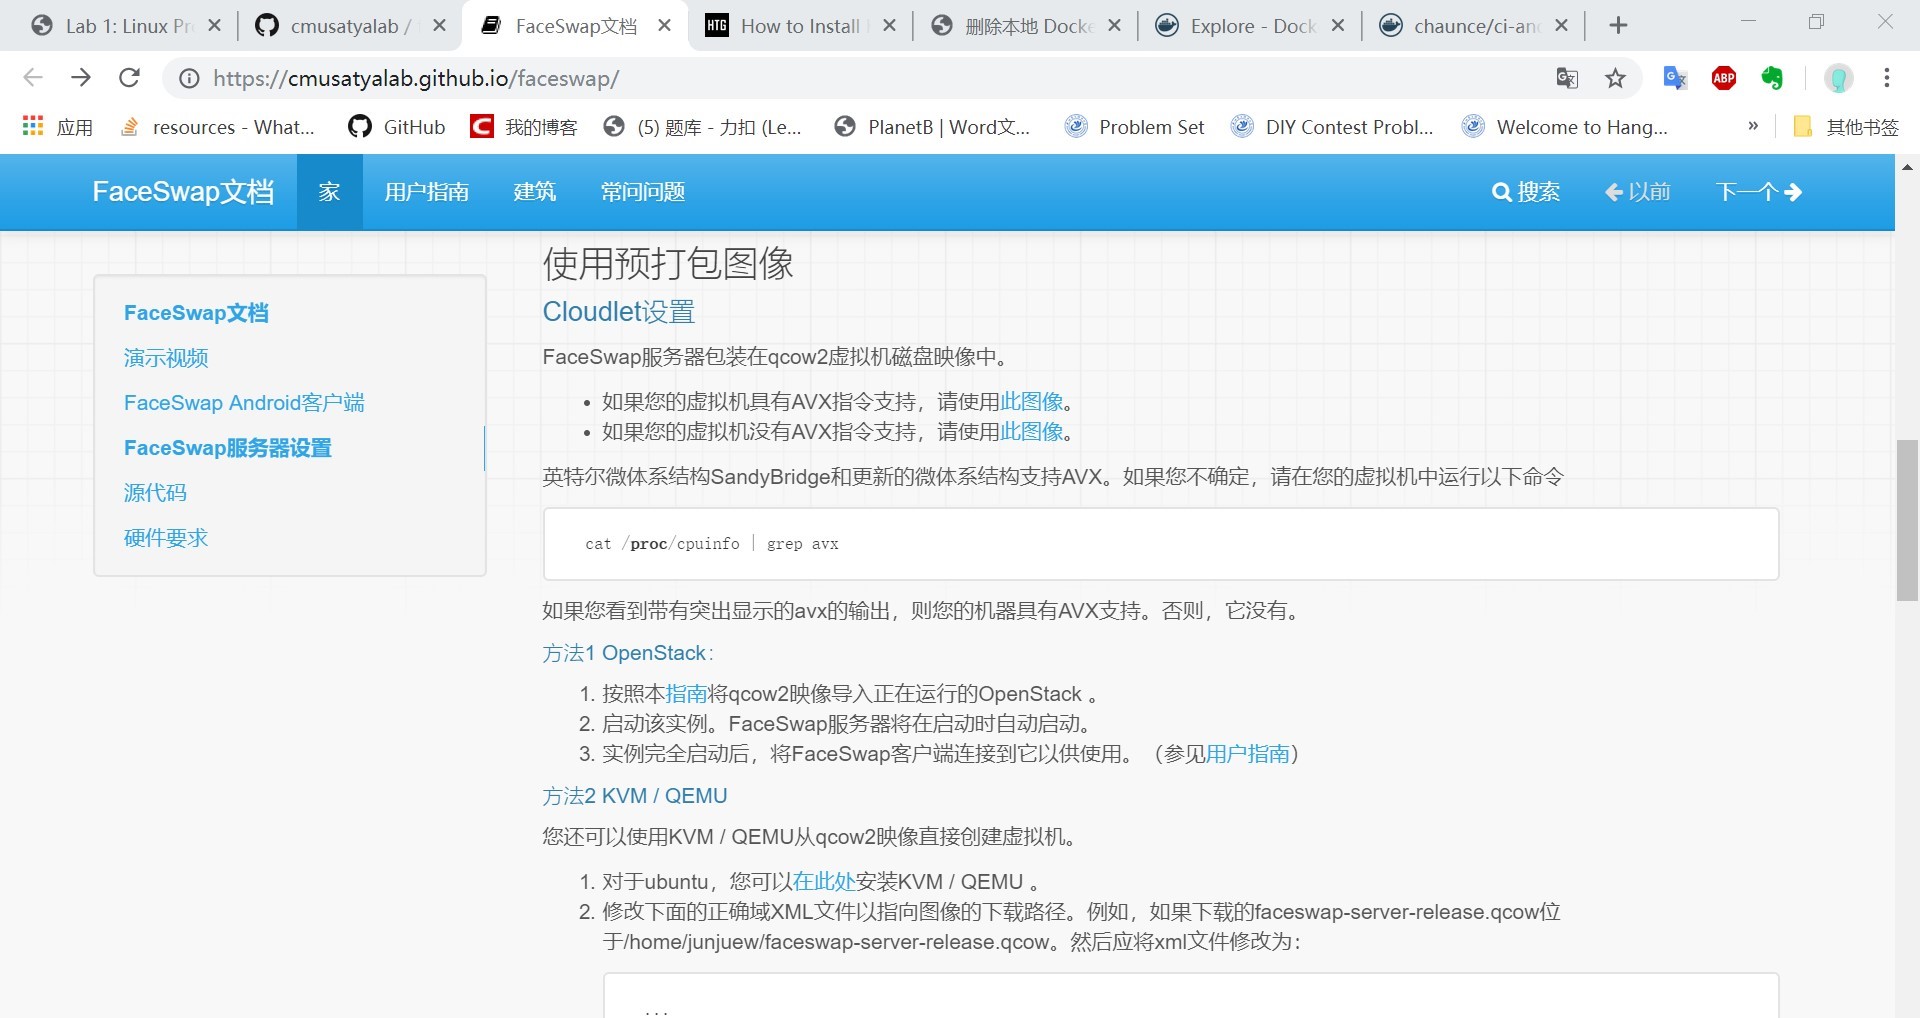 Lab 1: Linux Pr
cmusatyalab /
FaceSwap文档
HTG
How to Install
删除本地 Docke
Explore - Dock
chaunce/ci-and
https://cmusatyalab.github.io/faceswap/
ABP
应用
resources - What...
GitHub
我的博客
(5) 题库 - 力扣 (Le...
PlanetB | Word文...
Problem Set
DIY Contest Probl...
Welcome to Hang...
»
其他书签
FaceSwap文档
家
用户指南
建筑
常问问题
搜索
以前
下一个
FaceSwap文档
演示视频
FaceSwap Android客户端
FaceSwap服务器设置
源代码
硬件要求
使用预打包图像
Cloudlet设置
FaceSwap服务器包装在qcow2虚拟机磁盘映像中。
• 如果您的虚拟机具有AVX指令支持，请使用此图像。
• 如果您的虚拟机没有AVX指令支持，请使用此图像。
英特尔微体系结构SandyBridge和更新的微体系结构支持AVX。如果您不确定，请在您的虚拟机中运行以下命令
cat /proc/cpuinfo | grep avx
如果您看到带有突出显示的avx的输出，则您的机器具有AVX支持。否则，它没有。
方法1 OpenStack：
1. 按照本指南将qcow2映像导入正在运行的OpenStack 。
2. 启动该实例。FaceSwap服务器将在启动时自动启动。
3. 实例完全启动后，将FaceSwap客户端连接到它以供使用。（参见用户指南）
方法2 KVM / QEMU
您还可以使用KVM / QEMU从qcow2映像直接创建虚拟机。
1. 对于ubuntu，您可以在此处安装KVM / QEMU 。
2. 修改下面的正确域XML文件以指向图像的下载路径。例如，如果下载的faceswap-server-release.qcow位
于/home/junjuew/faceswap-server-release.qcow。然后应将xml文件修改为：
...